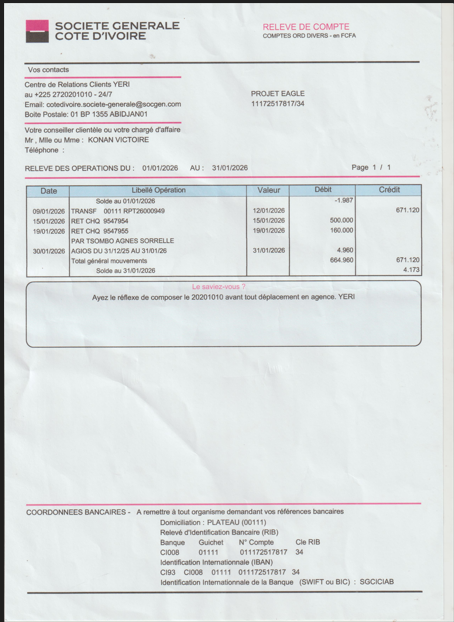 SOCIETE GENERALE
COTE D'IVOIRE
RELEVE DE COMPTE
COMPTES ORD DIVERS - en FCFA
Vos contacts
Centre de Relations Clients YERI
au +225 2720201010 - 24/7
Email: cotedivoire.societe-generale@socgen.com
Boite Postale: 01 BP 1355 ABIDJAN01
PROJET EAGLE
11172517817/34
Votre conseiller clientèle ou votre chargé d'affaire
Mr , Mlle ou Mme : KONAN VICTOIRE
Téléphone :
RELEVE DES OPERATIONS DU : 01/01/2026 AU : 31/01/2026 Page 1 / 1
Date Libellé Opération Valeur Débit Crédit
Solde au 01/01/2026 -1.987
09/01/2026 TRANSF 00111 RPT26000949 12/01/2026 671.120
15/01/2026 RET CHQ 9547954 15/01/2026 500.000
19/01/2026 RET CHQ 9547955 19/01/2026 160.000
PAR TSOMBO AGNES SORRELLE
30/01/2026 AGIOS DU 31/12/25 AU 31/01/26 31/01/2026 4.960
Total général mouvements 664.960 671.120
Solde au 31/01/2026 4.173
Le saviez-vous ?
Ayez le réflexe de composer le 20201010 avant tout déplacement en agence. YERI
COORDONNEES BANCAIRES - A remettre à tout organisme demandant vos références bancaires
Domiciliation : PLATEAU (00111)
Relevé d'Identification Bancaire (RIB)
Banque Guichet N° Compte Cle RIB
CI008 01111 011172517817 34
Identification Internationale (IBAN)
CI93 CI008 01111 011172517817 34
Identification Internationale de la Banque (SWIFT ou BIC) : SGCICIAB